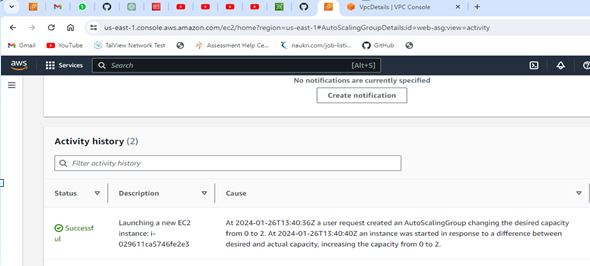 VpcDetails | VPC Console
us-east-1.console.aws.amazon.com/ec2/home?region=us-east-1#AutoScalingGroupDetails:id=web-asg;view=activity
Gmail YouTube TalView Network Test Assessment Help Ce... naukri.com/job-listi... GitHub
aws Services Search [Alt+S]
No notifications are currently specified
Create notification
Activity history (2)
Filter activity history
Status Description Cause
Successf
ul
Launching a new EC2
instance: i-
029611ca5746fe2e3
At 2024-01-26T13:40:36Z a user request created an AutoScalingGroup changing the desired capacity
from 0 to 2. At 2024-01-26T13:40:40Z an instance was started in response to a difference between
desired and actual capacity, increasing the capacity from 0 to 2.